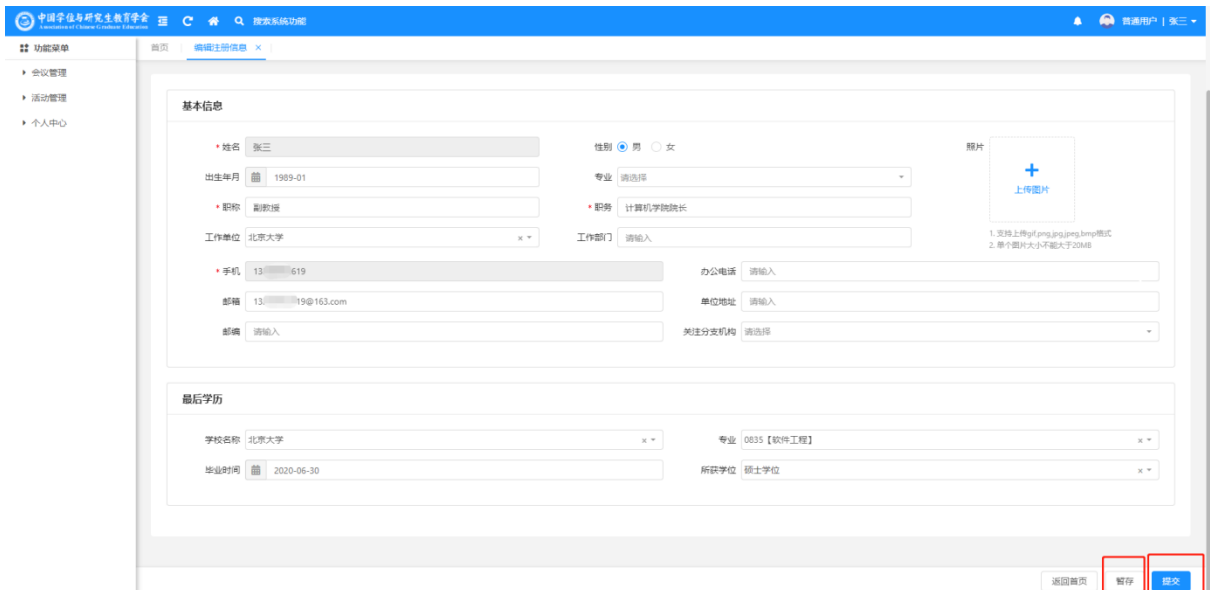 中国学位与研究生教育学会 搜索系统功能 普通用户 | 张三
Association of Chinese Graduate Education
功能菜单 首页 编辑注册信息 ×
会议管理
活动管理
个人中心
基本信息
* 姓名 张三 性别 男 女 照片
出生年月 1989-01 专业 请选择
上传图片
* 职称 副教授 * 职务 计算机学院院长
工作单位 北京大学 × 工作部门 请输入
1. 支持上传gif,png,jpg,jpeg,bmp格式
2. 单个图片大小不能大于20MB
* 手机 13 619 办公电话 请输入
邮箱 13 19@163.com 单位地址 请输入
邮编 请输入 关注分支机构 请选择
最后学历
学校名称 北京大学 × 专业 0835【软件工程】 ×
毕业时间 2020-06-30 所获学位 硕士学位 ×
返回首页 暂存 提交